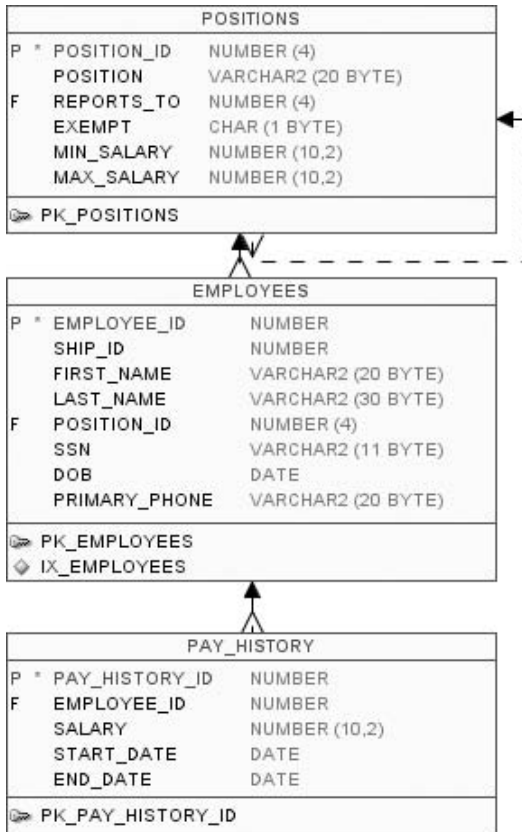 POSITIONS
P * POSITION_ID NUMBER (4)
POSITION VARCHAR2 (20 BYTE)
F REPORTS_TO NUMBER (4)
EXEMPT CHAR (1 BYTE)
MIN_SALARY NUMBER (10,2)
MAX_SALARY NUMBER (10,2)
PK_POSITIONS
EMPLOYEES
P * EMPLOYEE_ID NUMBER
SHIP_ID NUMBER
FIRST_NAME VARCHAR2 (20 BYTE)
LAST_NAME VARCHAR2 (30 BYTE)
F POSITION_ID NUMBER (4)
SSN VARCHAR2 (11 BYTE)
DOB DATE
PRIMARY_PHONE VARCHAR2 (20 BYTE)
PK_EMPLOYEES
IX_EMPLOYEES
PAY_HISTORY
P * PAY_HISTORY_ID NUMBER
F EMPLOYEE_ID NUMBER
SALARY NUMBER (10,2)
START_DATE DATE
END_DATE DATE
PK_PAY_HISTORY_ID